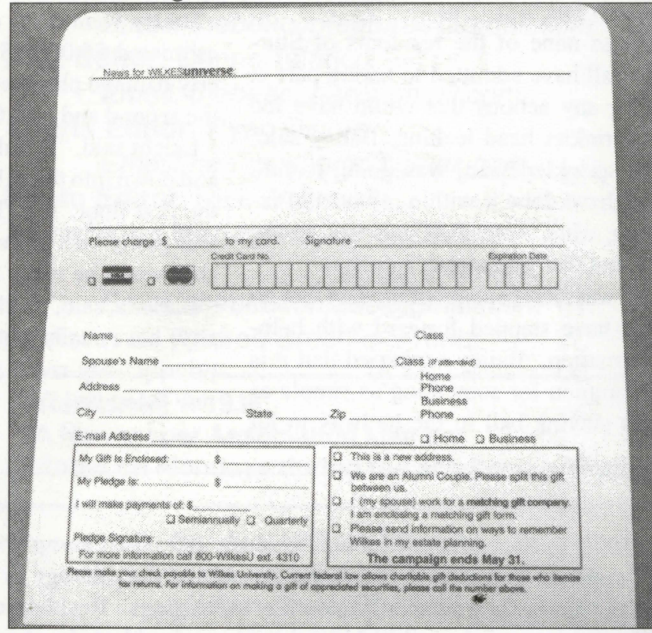 News for WILKESuniverse:
Please charge $ to my card. Signature
Credit Card No. Expiration Date
VISA
Name Class
Spouse's Name Class (if attended)
Home
Address Phone
Business
City State Zip Phone
E-mail Address Home Business
My Gift Is Enclosed: $
My Pledge Is: $
I will make payments of: $
Semiannually Quarterly
Pledge Signature:
For more information call 800-WilkesU ext. 4310
This is a new address.
We are an Alumni Couple. Please split this gift
between us.
I (my spouse) work for a matching gift company.
I am enclosing a matching gift form.
Please send information on ways to remember
Wilkes in my estate planning.
The campaign ends May 31.
Please make your check payable to Wilkes University. Current federal law allows charitable gift deductions for those who itemize
tax returns. For information on making a gift of appreciated securities, please call the number above.